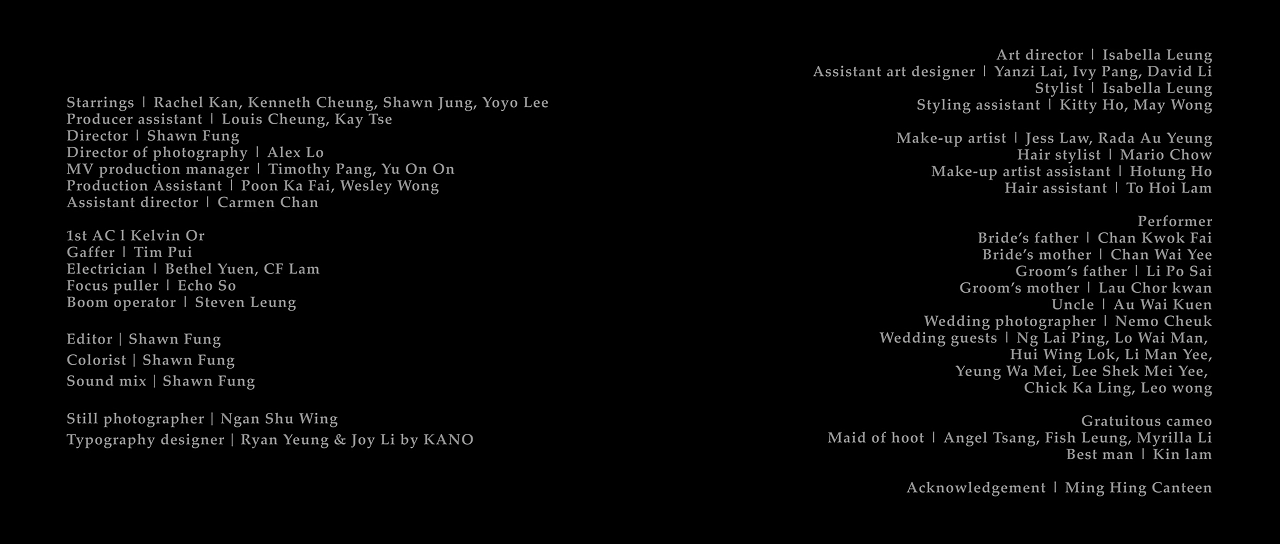 Starrings | Rachel Kan, Kenneth Cheung, Shawn Jung, Yoyo Lee
Producer assistant | Louis Cheung, Kay Tse
Director | Shawn Fung
Director of photography | Alex Lo
MV production manager | Timothy Pang, Yu On On
Production Assistant | Poon Ka Fai, Wesley Wong
Assistant director | Carmen Chan
1st AC I Kelvin Or
Gaffer | Tim Pui
Electrician | Bethel Yuen, CF Lam
Focus puller | Echo So
Boom operator | Steven Leung
Editor | Shawn Fung
Colorist | Shawn Fung
Sound mix | Shawn Fung
Still photographer | Ngan Shu Wing
Typography designer | Ryan Yeung & Joy Li by KANO
Art director | Isabella Leung
Assistant art designer | Yanzi Lai, Ivy Pang, David Li
Stylist | Isabella Leung
Styling assistant | Kitty Ho, May Wong
Make-up artist | Jess Law, Rada Au Yeung
Hair stylist | Mario Chow
Make-up artist assistant | Hotung Ho
Hair assistant | To Hoi Lam
Performer
Bride's father | Chan Kwok Fai
Bride's mother | Chan Wai Yee
Groom's father | Li Po Sai
Groom's mother | Lau Chor kwan
Uncle | Au Wai Kuen
Wedding photographer | Nemo Cheuk
Wedding guests | Ng Lai Ping, Lo Wai Man,
Hui Wing Lok, Li Man Yee,
Yeung Wa Mei, Lee Shek Mei Yee,
Chick Ka Ling, Leo wong
Gratuitous cameo
Maid of hoot | Angel Tsang, Fish Leung, Myrilla Li
Best man | Kin lam
Acknowledgement | Ming Hing Canteen